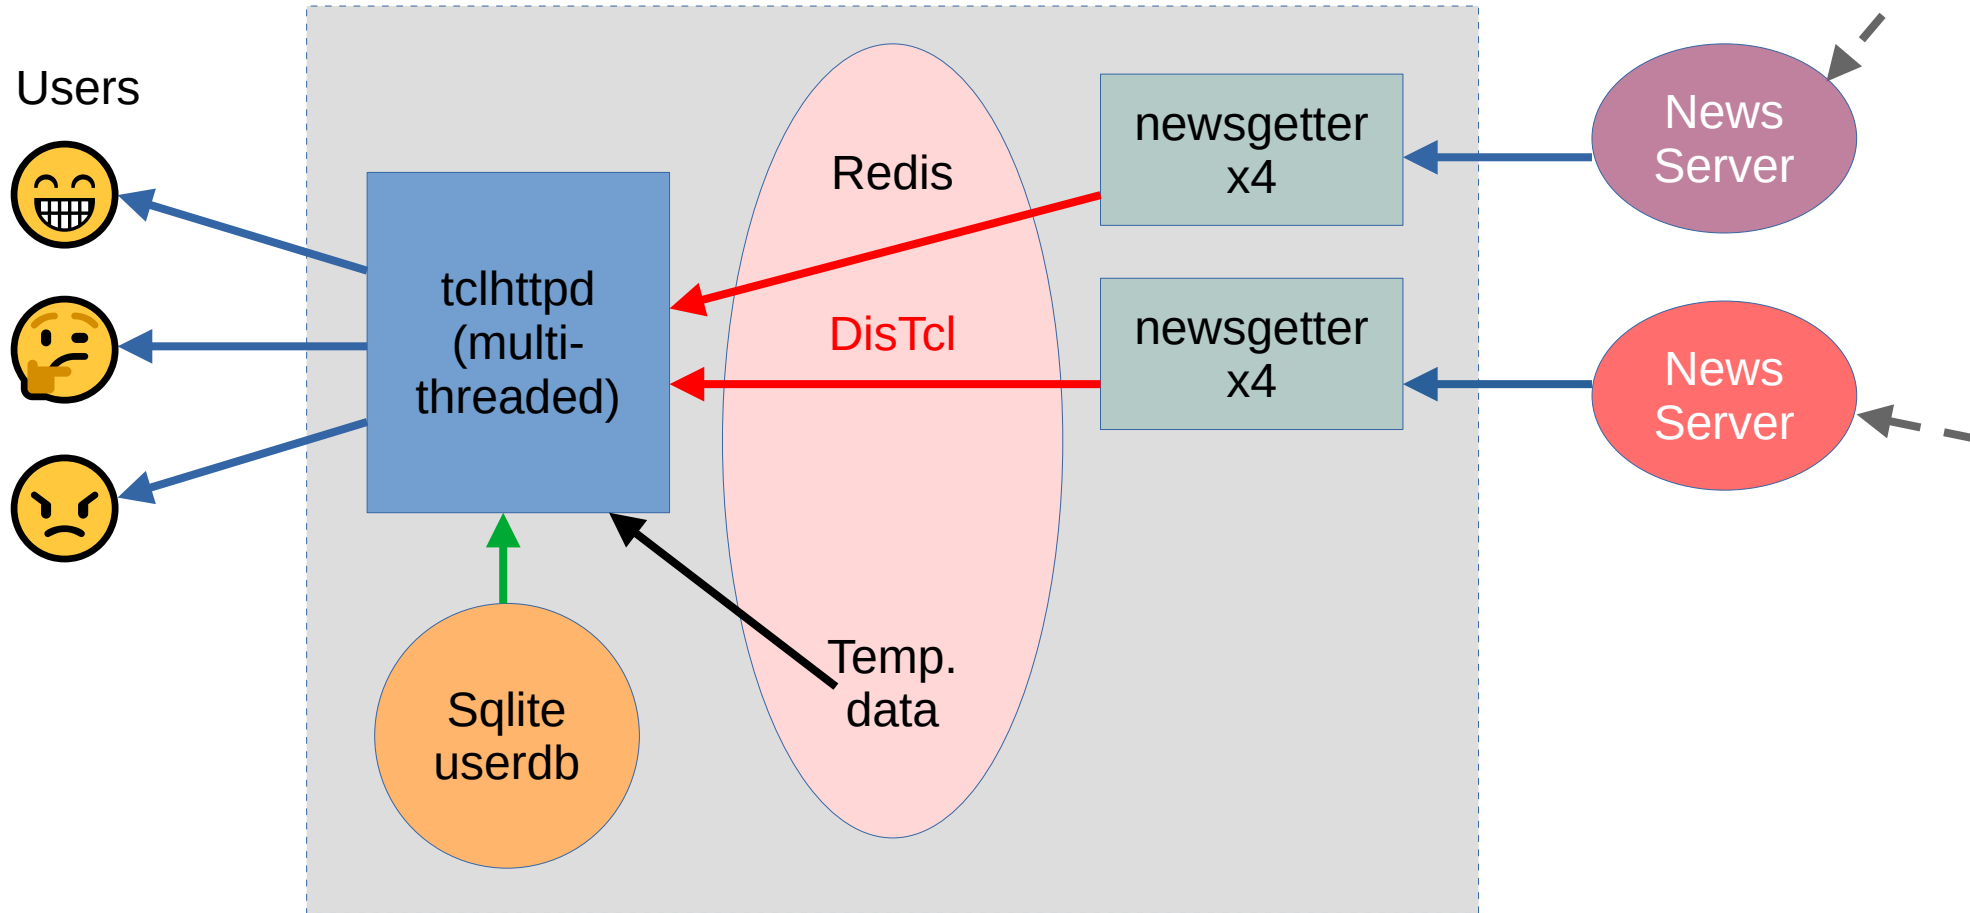 Users
tclhttpd
(multi-
threaded)
Sqlite
userdb
Redis
DisTcl
Temp.
data
newsgetter
x4
newsgetter
x4
News
Server
News
Server